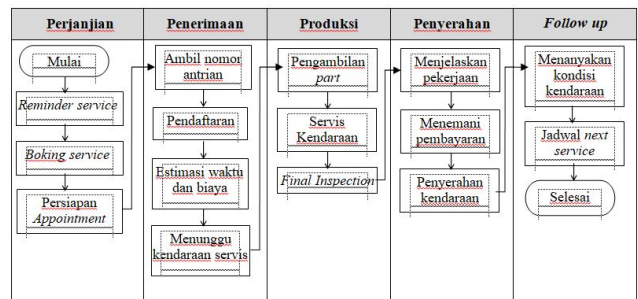 Perjanjian
Penerimaan
Produksi
Penyerahan
Follow up
Mulai
Reminder service
Boking service
Persiapan
Appointment
Ambil nomor
antrian
Pendaftaran
Estimasi waktu
dan biaya
Menunggu
kendaraan servis
Pengambilan
part
Servis
Kendaraan
Final Inspection
Menjelaskan
pekerjaan
Menemani
pembayaran
Penyerahan
kendaraan
Menanyakan
kondisi
kendaraan
Jadwal next
service
Selesai